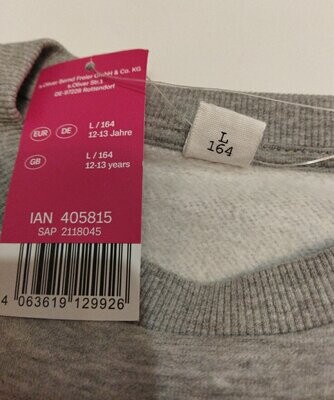 s.Oliver Bernd Freier GmbH & Co. KG
s.Oliver Str.1
DE-97228 Rottendorf
EUR DE L / 164
12-13 Jahre
GB L / 164
12-13 years
IAN 405815
SAP 2118045
4 063619 129926
L
164